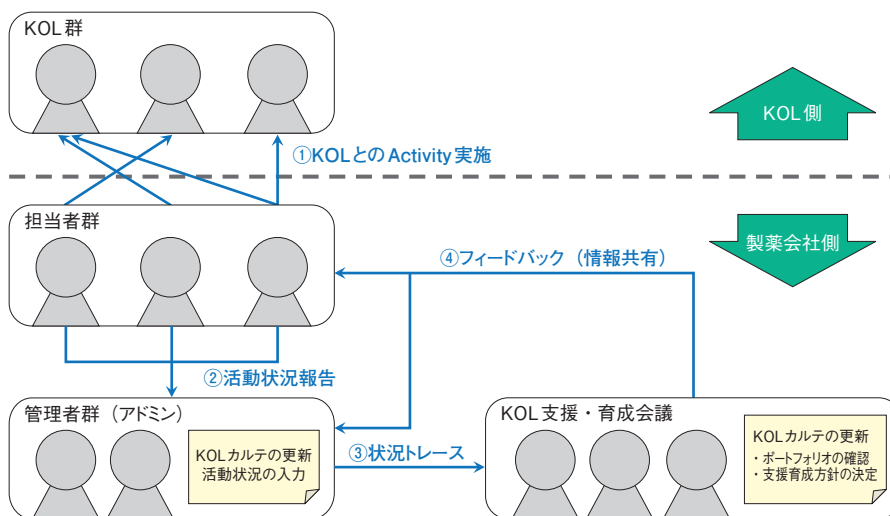 KOL群
KOL側
①KOLとのActivity実施
担当者群
製薬会社側
④フィードバック（情報共有）
②活動状況報告
管理者群（アドミン）
KOLカルテの更新
活動状況の入力
③状況トレース
KOL支援・育成会議
KOLカルテの更新
・ポートフォリオの確認
・支援育成方針の決定